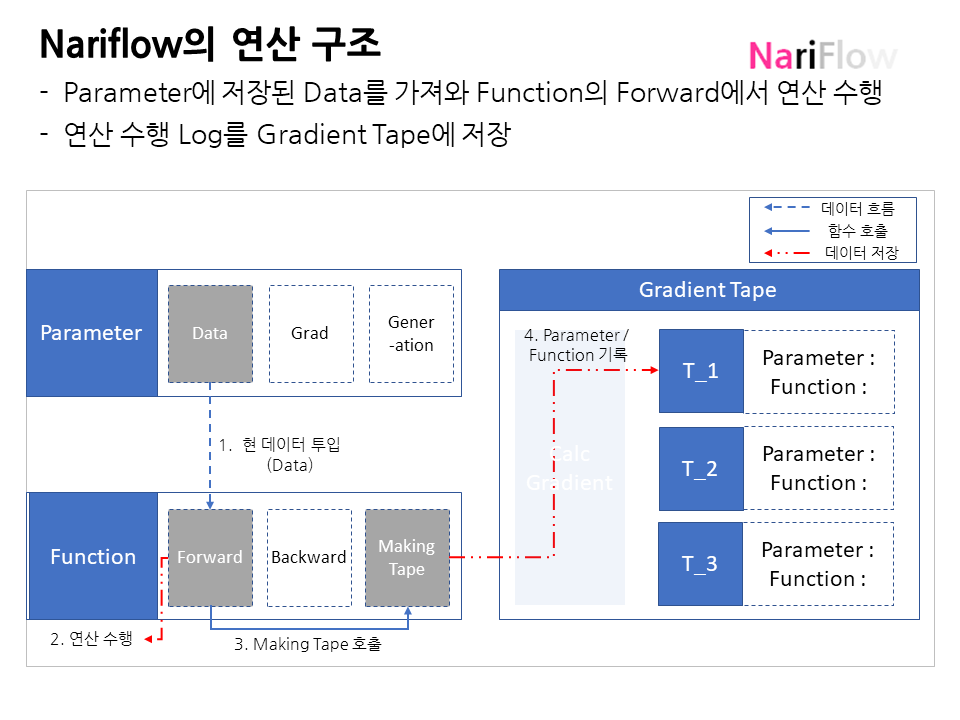 Nariflow의 연산 구조
NariFlow
- Parameter에 저장된 Data를 가져와 Function의 Forward에서 연산 수행
- 연산 수행 Log를 Gradient Tape에 저장
데이터 흐름
함수 호출
데이터 저장
Parameter
Data
Grad
Gener
-ation
Gradient Tape
4. Parameter /
Function 기록
Calc
Gradient
T_1
Parameter :
Function :
T_2
Parameter :
Function :
T_3
Parameter :
Function :
1. 현 데이터 투입
(Data)
Function
Forward
Backward
Making
Tape
2. 연산 수행
3. Making Tape 호출